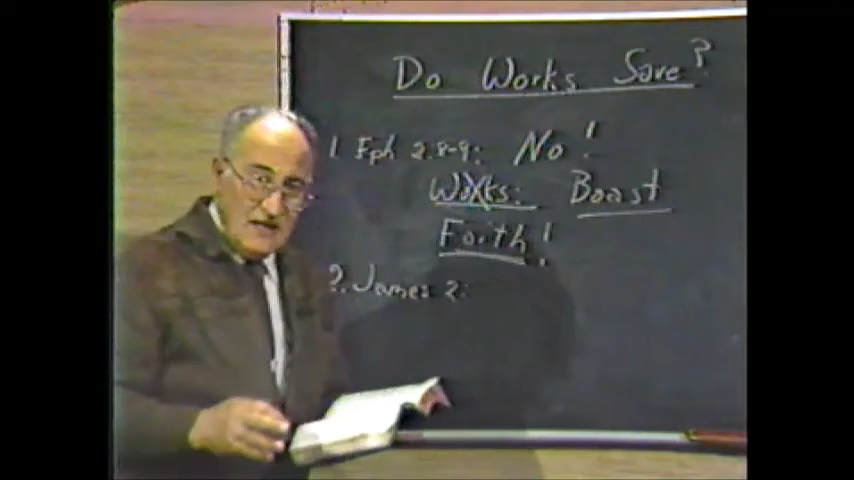 Do Works Save?
1 Eph 2:8-9: No!
Works: Boast
Faith!
2. James 2: